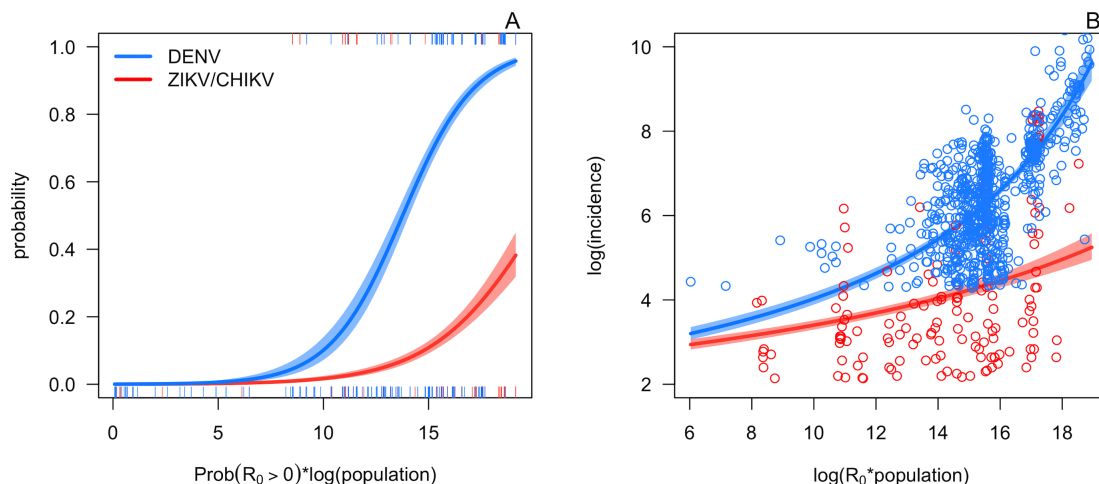 A
DENV
ZIKV/CHIKV
1.0
0.8
0.6
0.4
0.2
0.0
probability
0
5
10
15
Prob(R₀ > 0)*log(population)
B
10
8
6
4
2
log(incidence)
6
8
10
12
14
16
18
log(R₀*population)